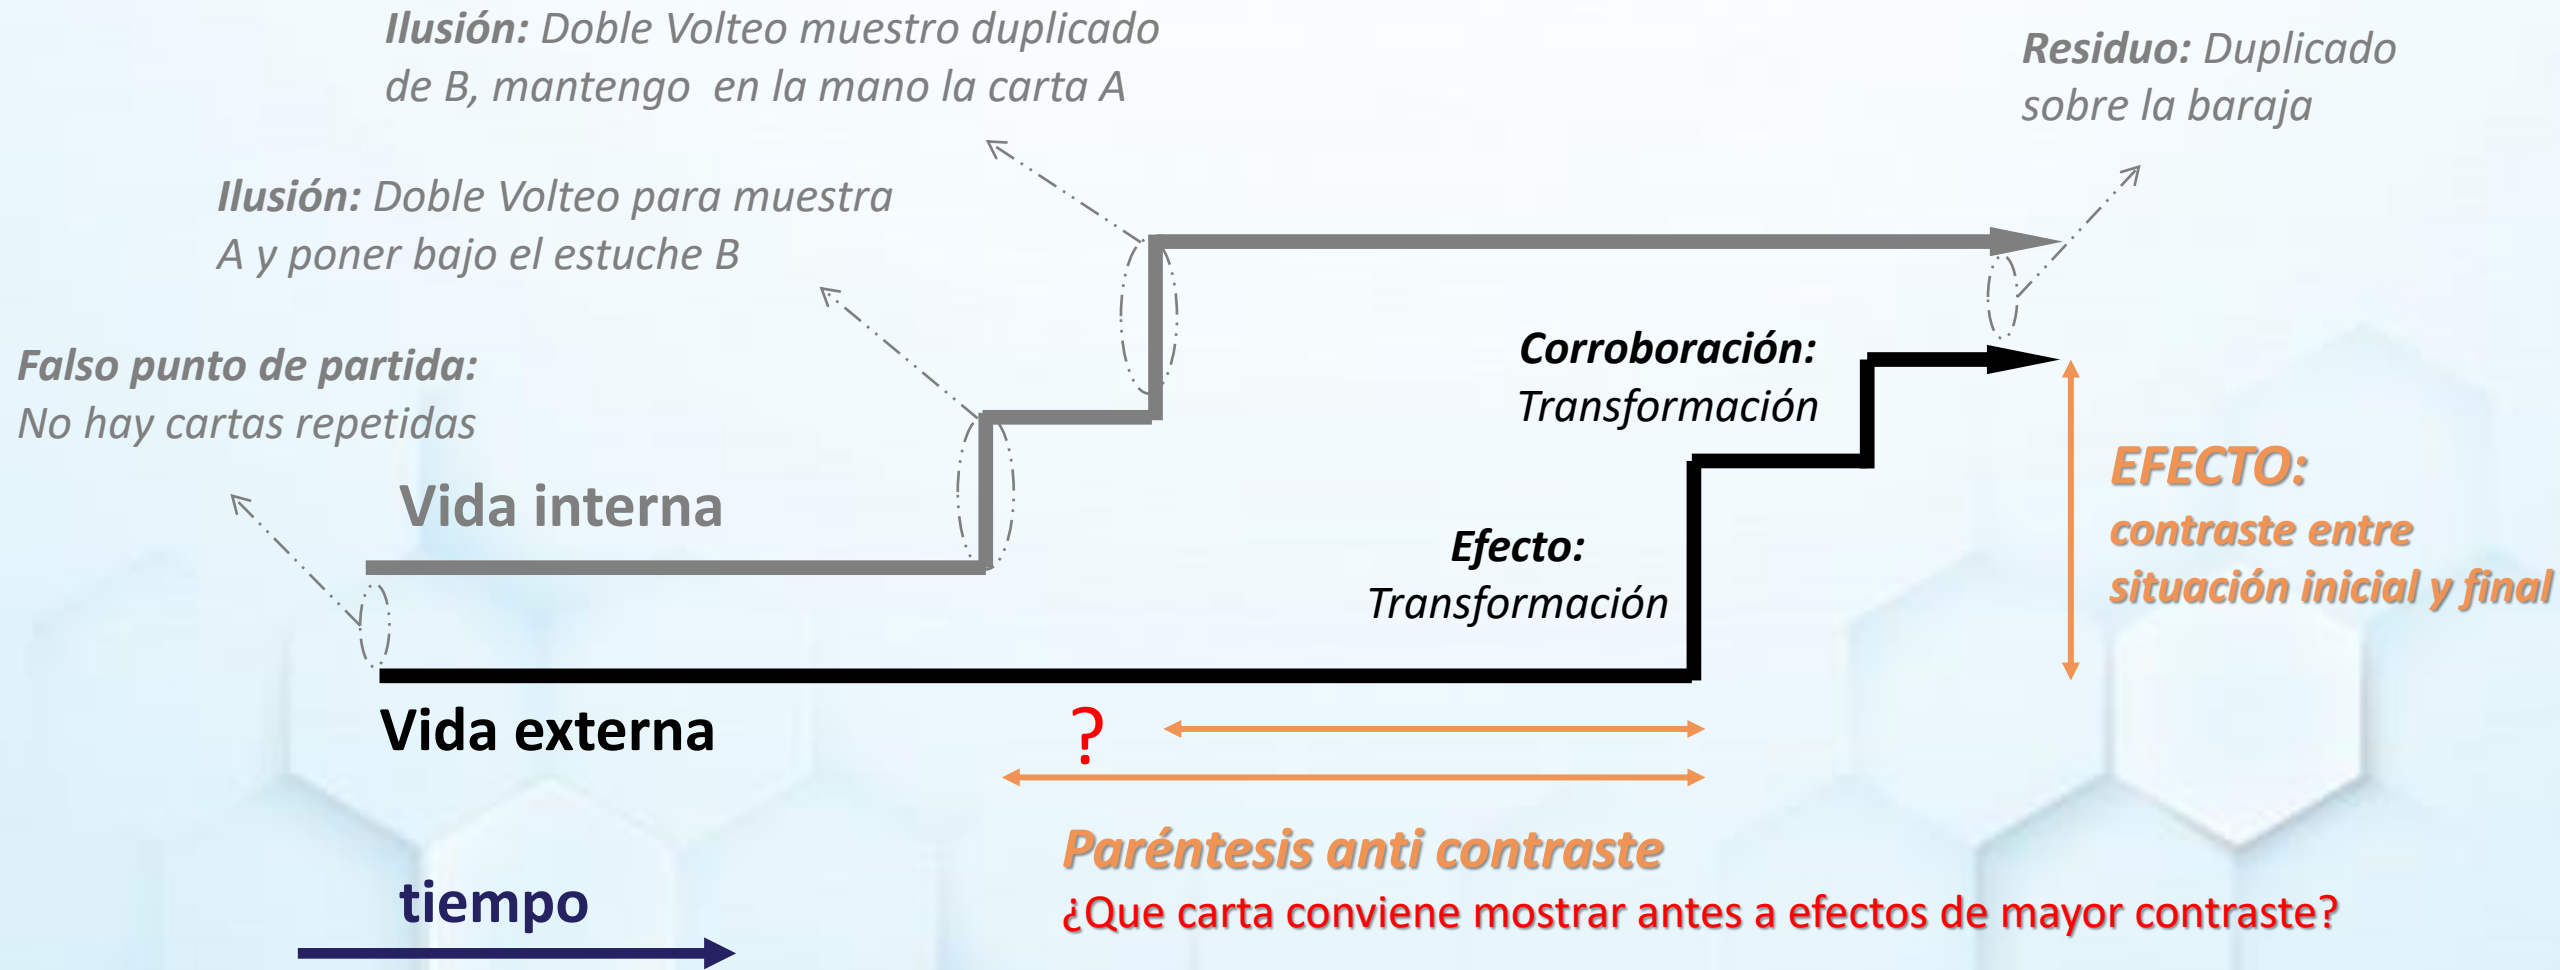 Ilusión: Doble Volteo muestro duplicado
de B, mantengo en la mano la carta A
Residuo: Duplicado
sobre la baraja
Ilusión: Doble Volteo para muestra
A y poner bajo el estuche B
Falso punto de partida:
No hay cartas repetidas
Corroboración:
Transformación
Vida interna
EFECTO:
contraste entre
situación inicial y final
Efecto:
Transformación
Vida externa
?
Paréntesis anti contraste
tiempo
¿Que carta conviene mostrar antes a efectos de mayor contraste?